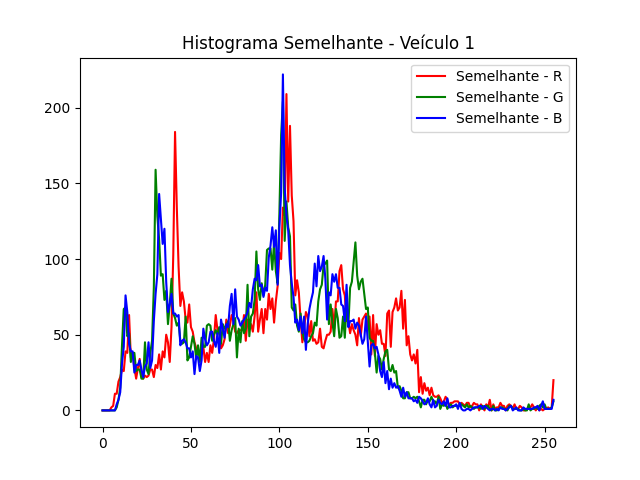 Histograma Semelhante - Veículo 1
Semelhante - R
Semelhante - G
Semelhante - B
200
150
100
50
0
0 50 100 150 200 250